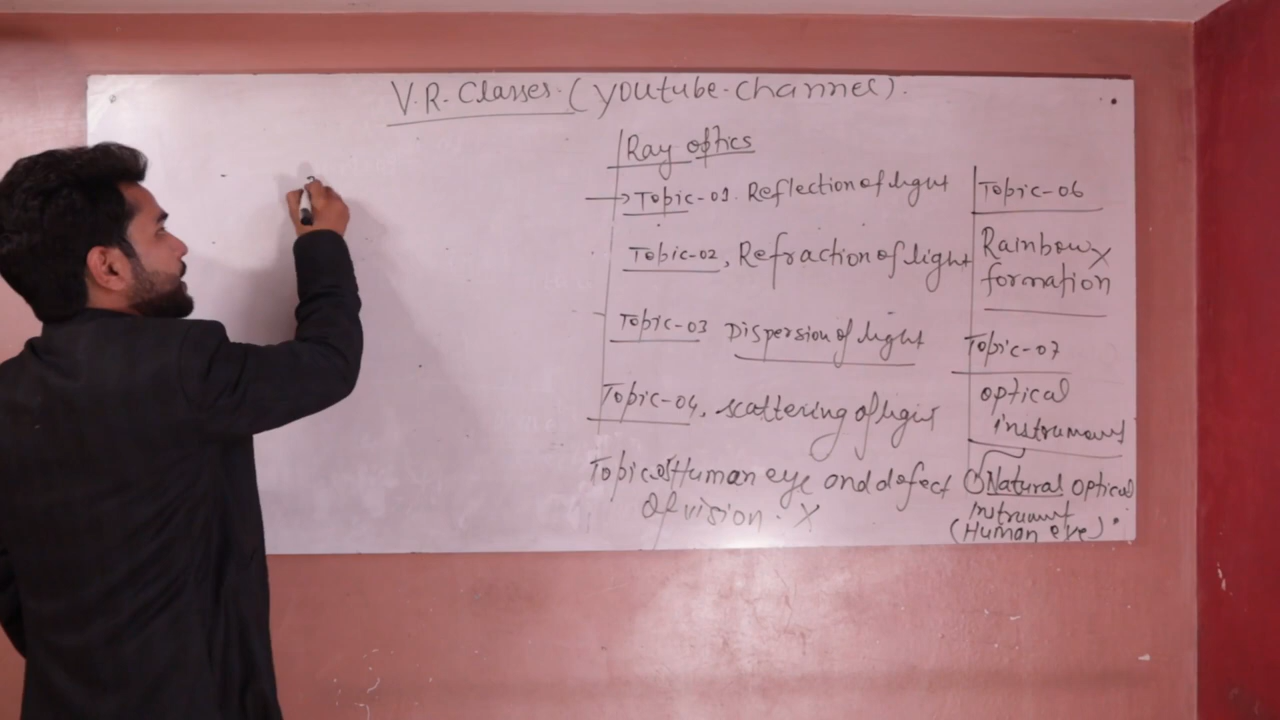 V.R. Classes. (Youtube-channel).
Ray optics
→ Topic-01. Reflection of light
Topic-02, Refraction of light
Topic-03 Dispersion of light
Topic-04, scattering of light
Topic-05 Human eye and defect
of vision. X
Topic-06
Rainbow X
formation
Topic-07
optical
instrument
① Natural optical
Instrument
(Human eye).